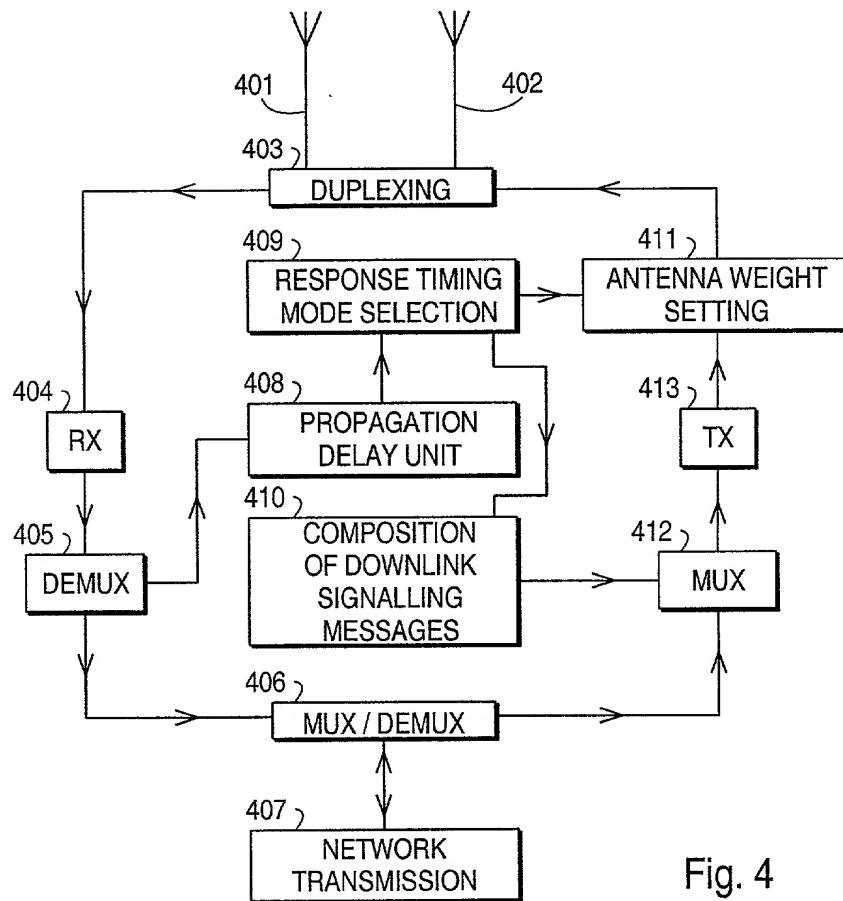 401
402
403
DUPLEXING
409
RESPONSE TIMING
MODE SELECTION
411
ANTENNA WEIGHT
SETTING
404
RX
408
PROPAGATION
DELAY UNIT
413
TX
405
DEMUX
410
COMPOSITION
OF DOWNLINK
SIGNALLING
MESSAGES
412
MUX
406
MUX / DEMUX
407
NETWORK
TRANSMISSION
Fig. 4